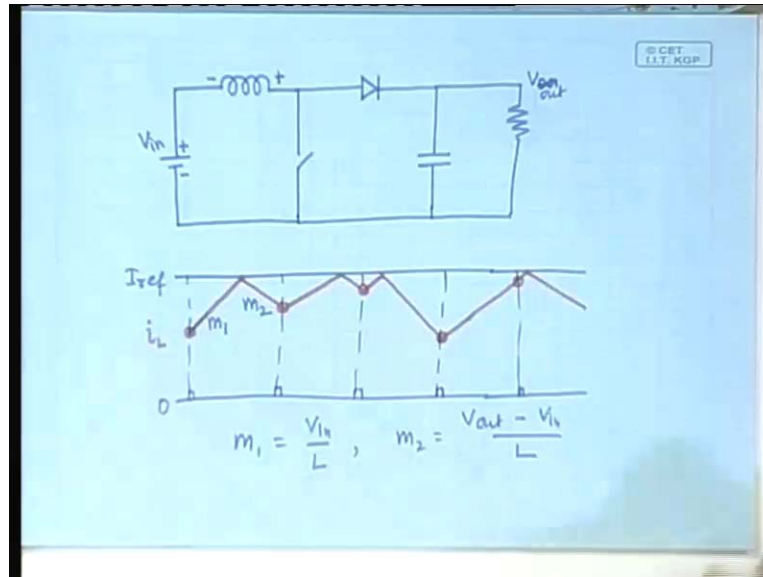 © CET
I.I.T. KGP
- +
Vout
Vin +
-
Iref
m1 m2
iL
0
m1 = Vin/L , m2 = Vout - Vin/L